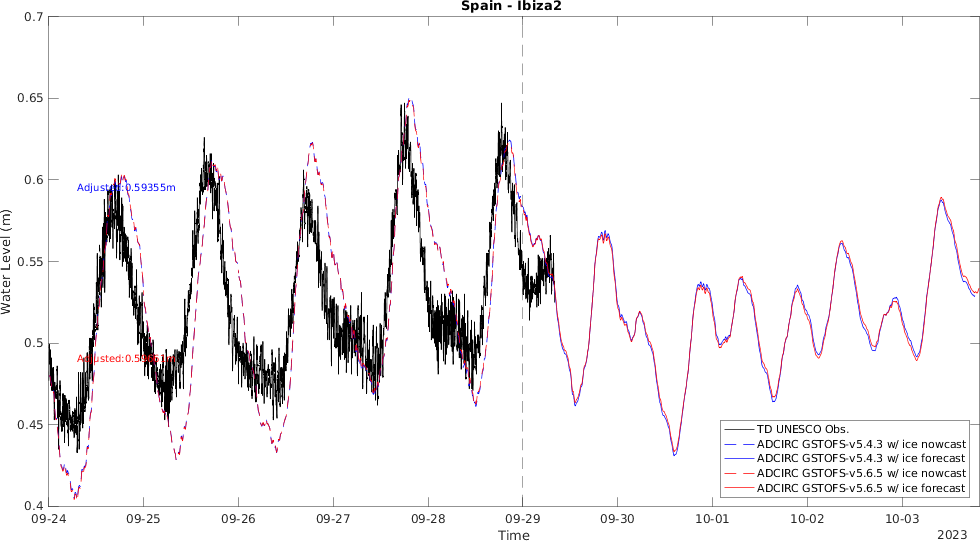 Spain - Ibiza2
0.7
0.65
0.6
0.55
0.5
0.45
0.4
Water Level (m)
Adjusted:0.59355m
TD UNESCO Obs.
ADCIRC GSTOFS-v5.4.3 w/ ice nowcast
ADCIRC GSTOFS-v5.4.3 w/ ice forecast
ADCIRC GSTOFS-v5.6.5 w/ ice nowcast
ADCIRC GSTOFS-v5.6.5 w/ ice forecast
09-24
09-25
09-26
09-27
09-28
09-29
09-30
10-01
10-02
10-03
Time
2023